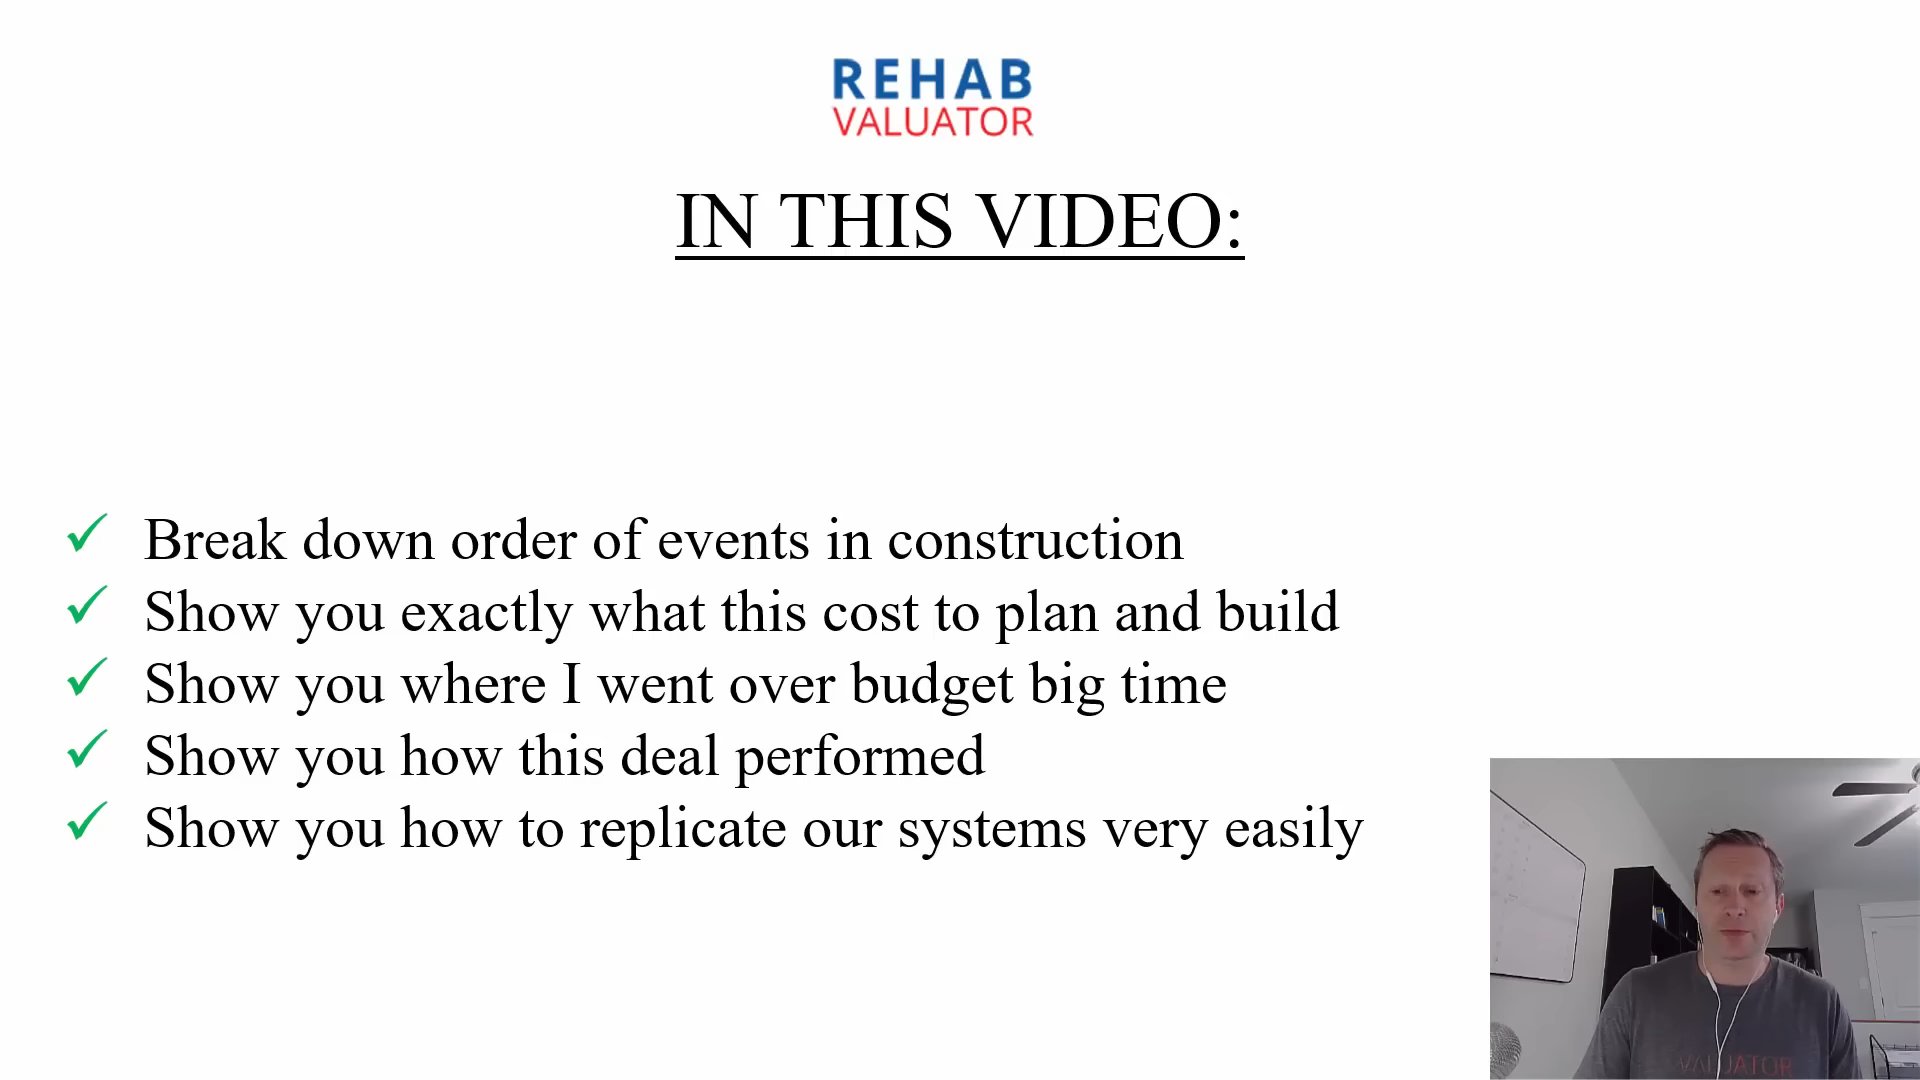 REHAB
VALUATOR
IN THIS VIDEO:
✓ Break down order of events in construction
✓ Show you exactly what this cost to plan and build
✓ Show you where I went over budget big time
✓ Show you how this deal performed
✓ Show you how to replicate our systems very easily
VALUATOR